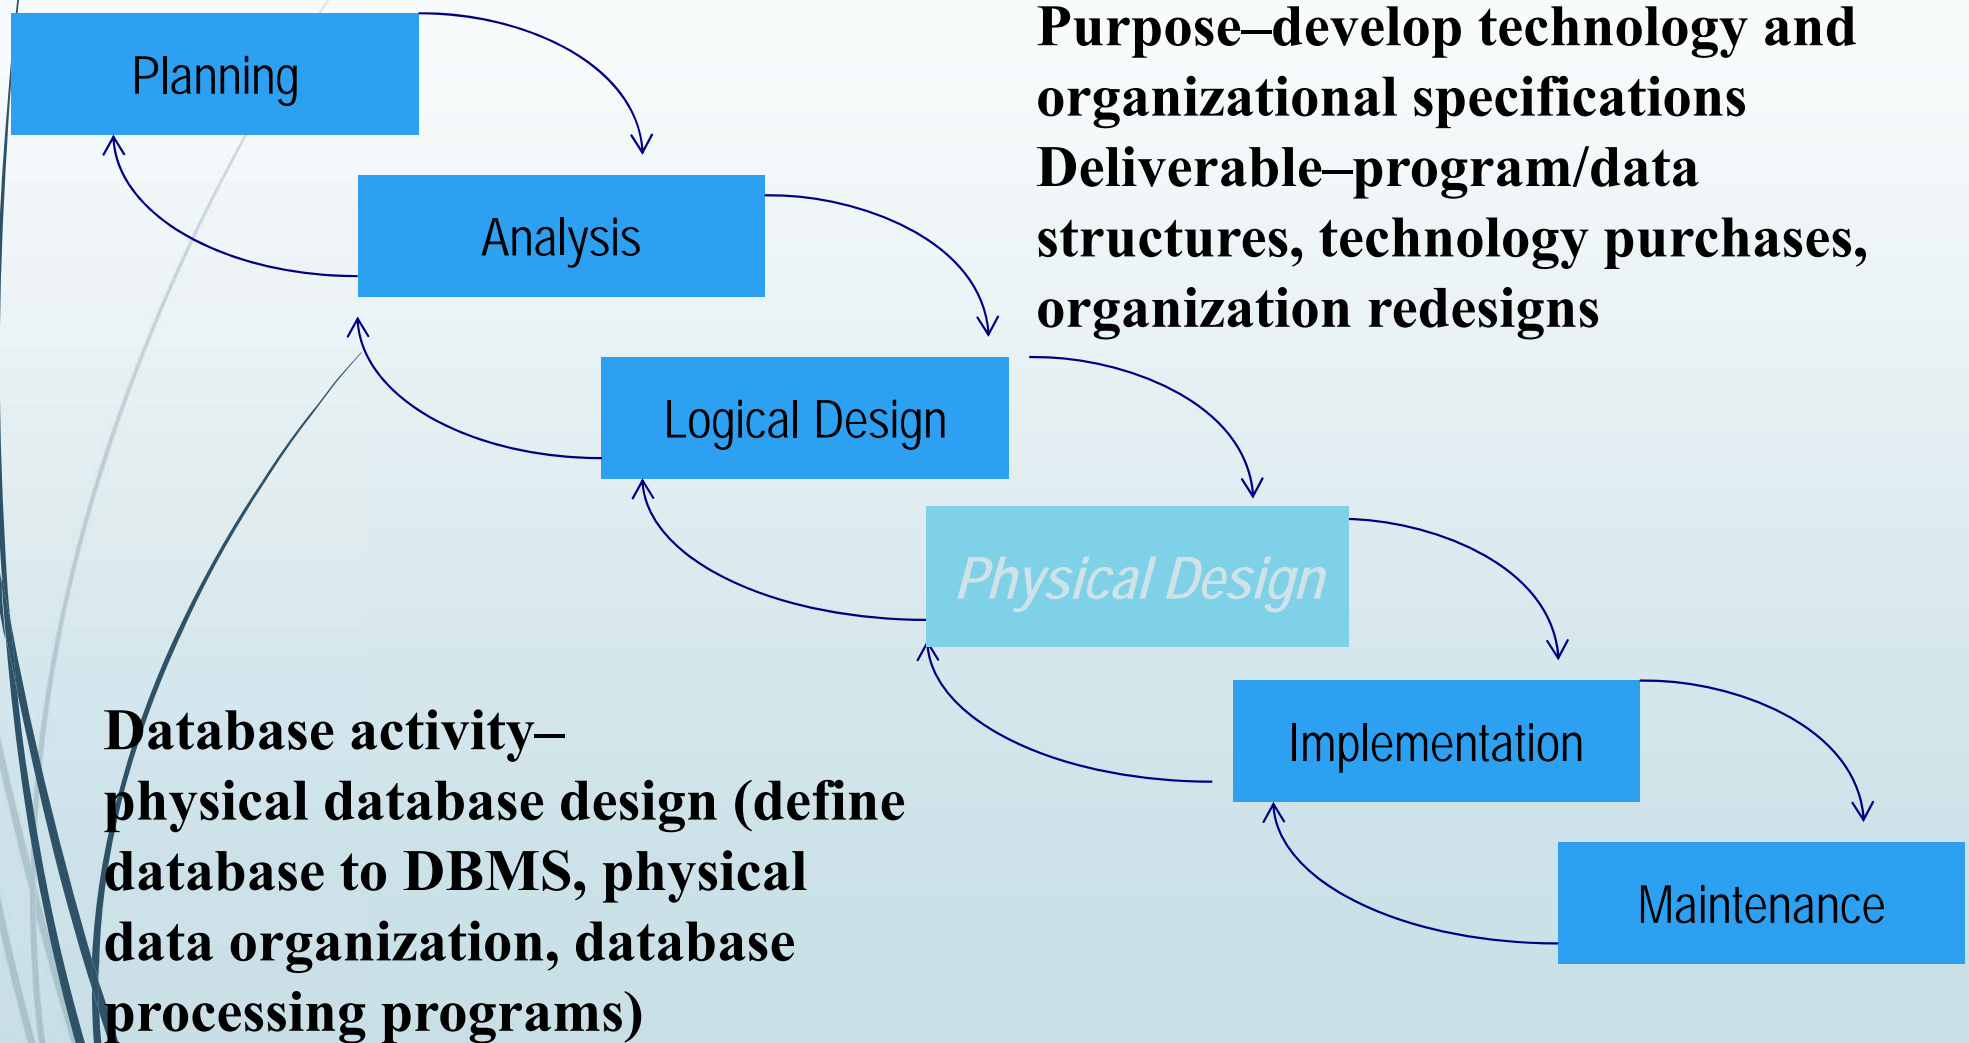 Planning
Purpose–develop technology and
organizational specifications
Deliverable–program/data
structures, technology purchases,
organization redesigns
Analysis
Logical Design
Physical Design
Implementation
Maintenance
Database activity–
physical database design (define
database to DBMS, physical
data organization, database
processing programs)